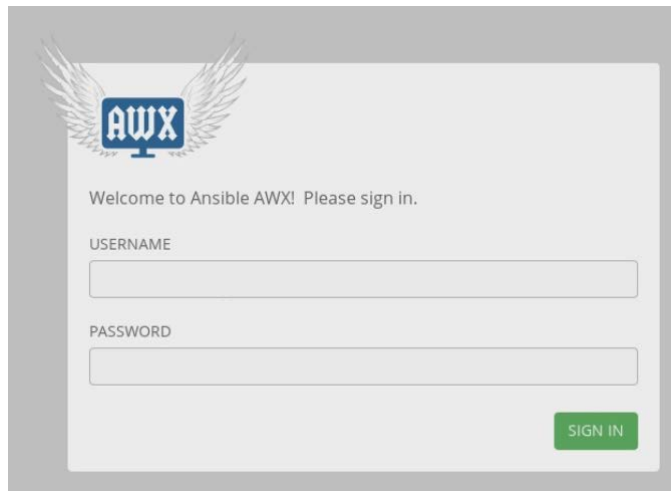 AWX
Welcome to Ansible AWX! Please sign in.
USERNAME
PASSWORD
SIGN IN